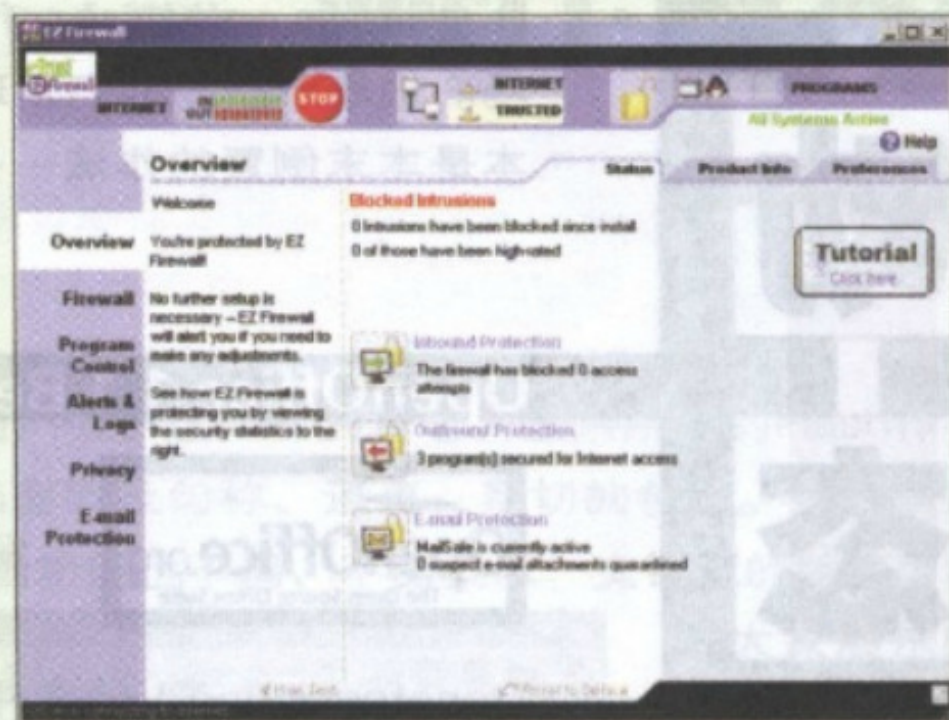 EZ Firewall
INTERNET
IN
OUT
STOP
INTERNET
TRUSTED
PROGRAMS
All Systems Active
Help
Overview
Status
Product Info
Preferences
Overview
Firewall
Program
Control
Alerts &
Logs
Privacy
E-mail
Protection
Welcome
You're protected by EZ
Firewall!
No further setup is
necessary – EZ Firewall
will alert you if you need to
make any adjustments.
See how EZ Firewall is
protecting you by viewing
the security statistics to the
right.
Blocked Intrusions
0 Intrusions have been blocked since install
0 of those have been high-rated
Inbound Protection
The firewall has blocked 0 access
attempts
Outbound Protection
3 program(s) secured for Internet access
E-mail Protection
MailSafe is currently active
0 suspect e-mail attachments quarantined
Tutorial
Click here
Hide Text
Reset to Default